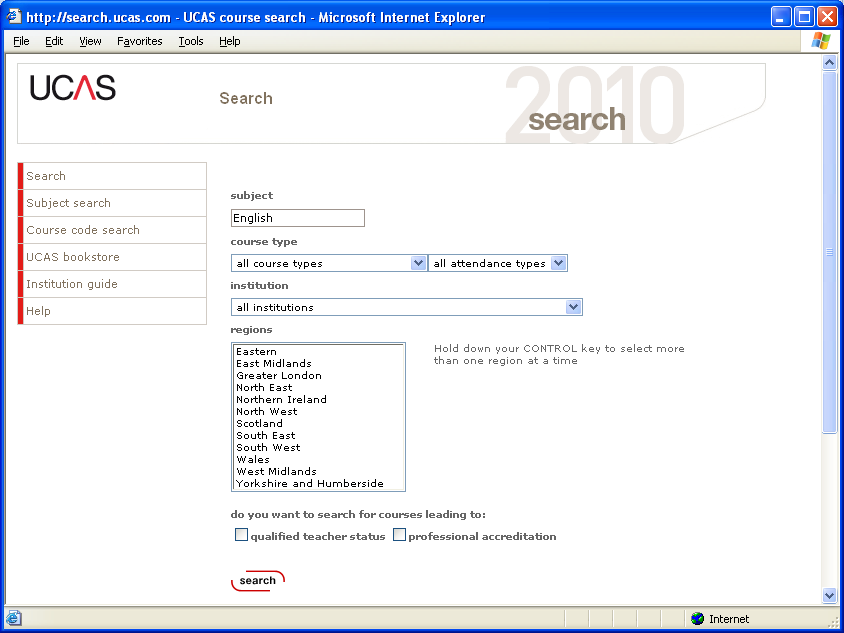 http://search.ucas.com - UCAS course search - Microsoft Internet Explorer
File Edit View Favorites Tools Help
UCAS
Search
2010
search
Search
Subject search
Course code search
UCAS bookstore
Institution guide
Help
subject
English
course type
all course types all attendance types
institution
all institutions
regions
Eastern
East Midlands
Greater London
North East
Northern Ireland
North West
Scotland
South East
South West
Wales
West Midlands
Yorkshire and Humberside
Hold down your CONTROL key to select more
than one region at a time
do you want to search for courses leading to:
qualified teacher status professional accreditation
search
Internet